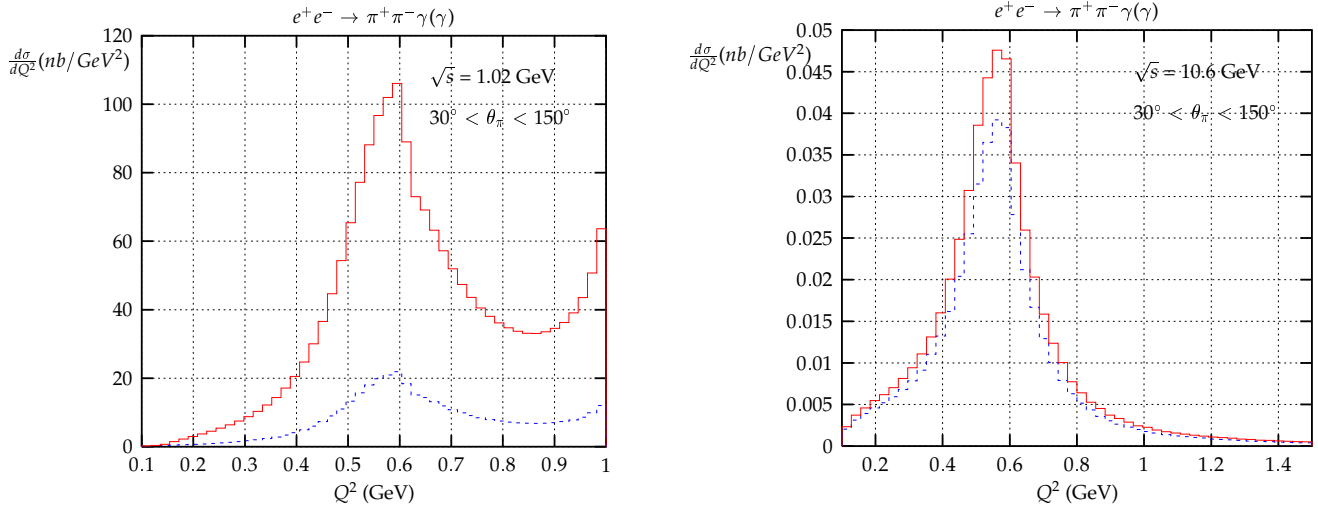 e⁺e⁻ → π⁺π⁻γ(γ)
dσ/dQ² (nb/GeV²)
120
100
80
60
40
20
0
√s = 1.02 GeV
30° < θ_π < 150°
0.1 0.2 0.3 0.4 0.5 0.6 0.7 0.8 0.9 1
Q² (GeV)
e⁺e⁻ → π⁺π⁻γ(γ)
dσ/dQ² (nb/GeV²)
0.05
0.045
0.04
0.035
0.03
0.025
0.02
0.015
0.01
0.005
0
√s = 10.6 GeV
30° < θ_π < 150°
0.2 0.4 0.6 0.8 1 1.2 1.4
Q² (GeV)